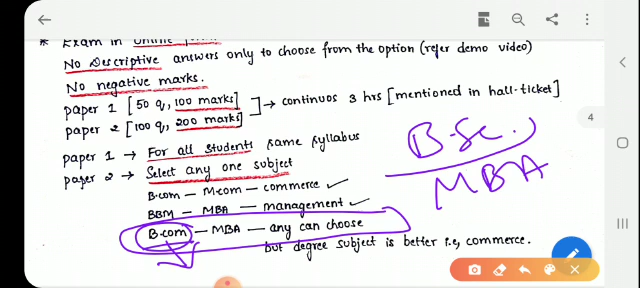 * Exam in online
No Descriptive answers only to choose from the option (refer demo video)
No negative marks.
paper 1 [50 q, 100 marks] → continuos 3 hrs [mentioned in hall-ticket]
paper 2 [100 q, 200 marks]
4
B.Sc.
MBA
paper 1 → For all students same syllabus
paper 2 → Select any one subject
B.com — M.com — commerce ✓
BBM — MBA — management ✓
B.com — MBA — any can choose
but degree subject is better i.e, commerce.